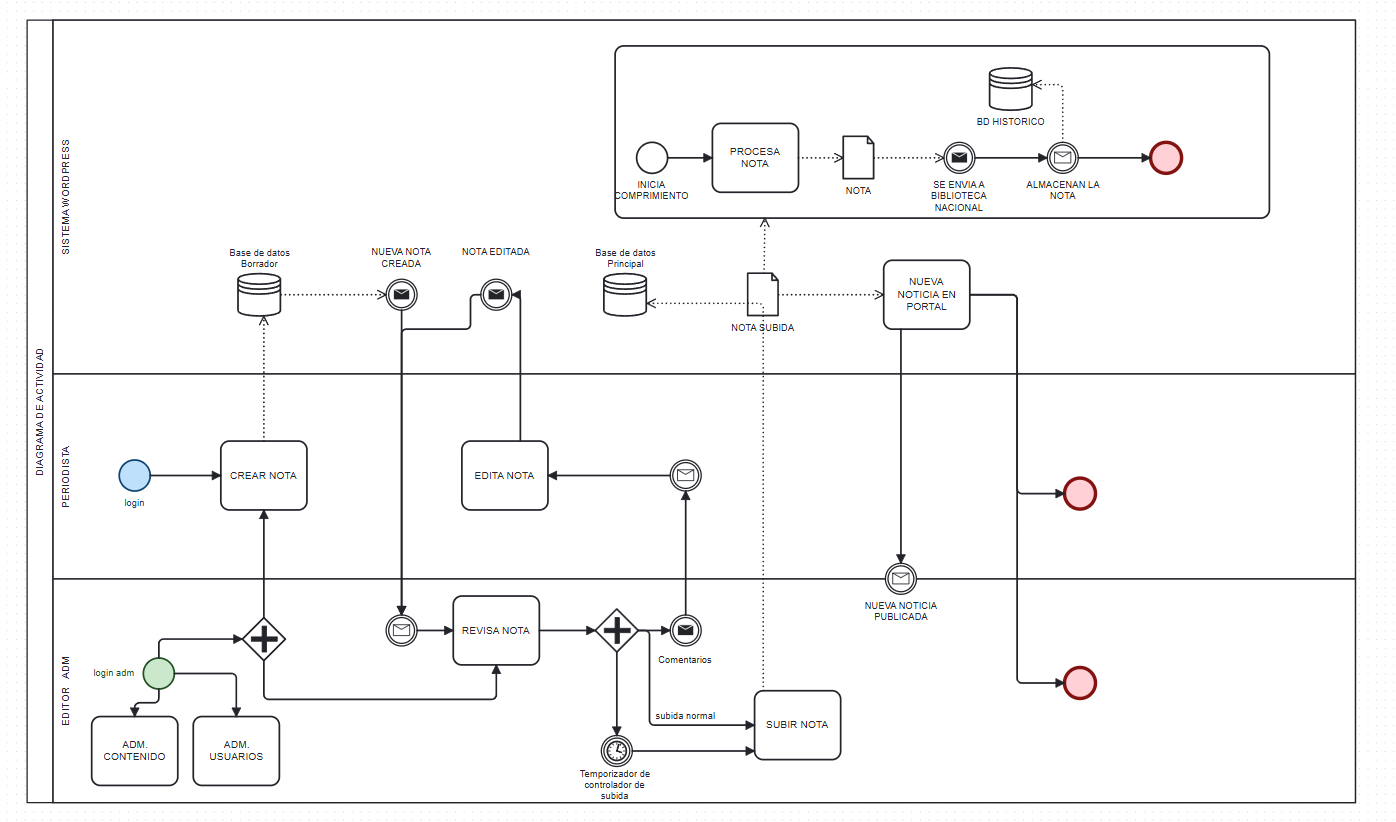 DIAGRAMA DE ACTIVIDAD
SISTEMA WORDPRESS
BD HISTORICO
PROCESA
NOTA
INICIA
COMPRIMIENTO
NOTA
SE ENVIA A
BIBLIOTECA
NACIONAL
ALMACENAN LA
NOTA
Base de datos
Borrador
NUEVA NOTA
CREADA
NOTA EDITADA
Base de datos
Principal
NOTA SUBIDA
NUEVA
NOTICIA EN
PORTAL
PERIODISTA
login
CREAR NOTA
EDITA NOTA
EDITOR ADM
NUEVA NOTICIA
PUBLICADA
REVISA NOTA
Comentarios
login adm
ADM.
CONTENIDO
ADM.
USUARIOS
subida normal
SUBIR NOTA
Temporizador de
controlador de
subida